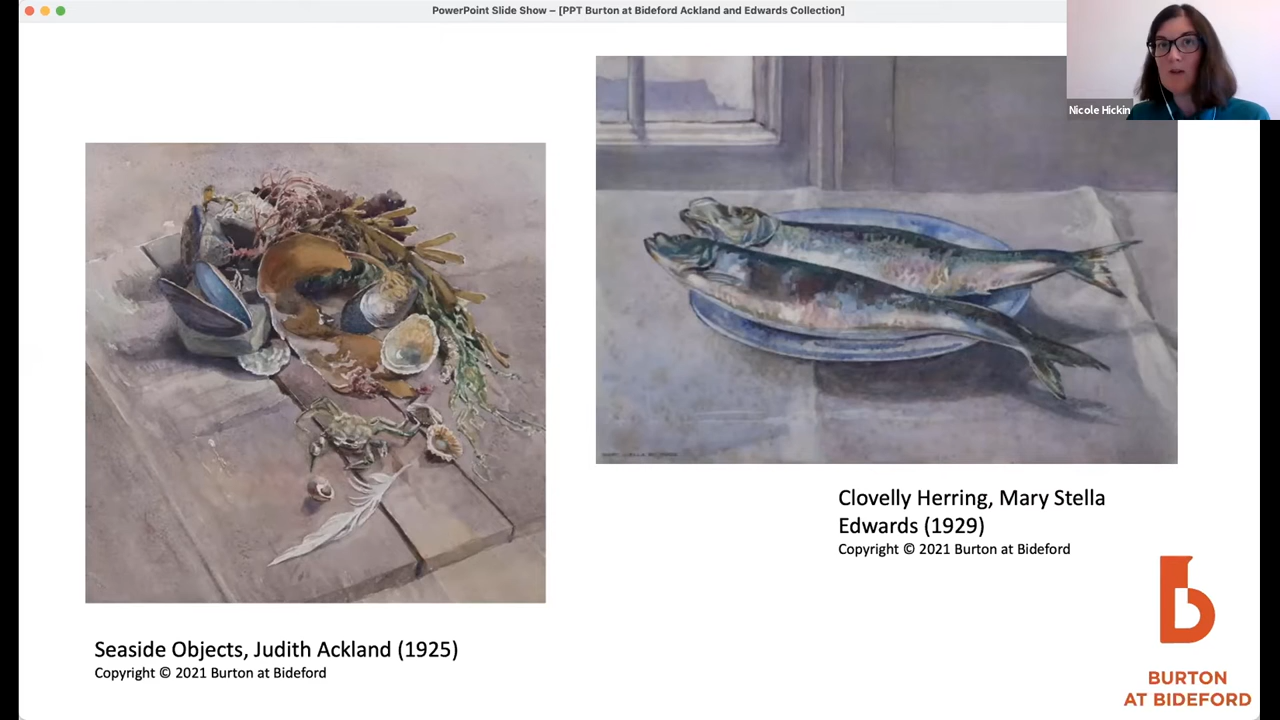 PowerPoint Slide Show – [PPT Burton at Bideford Ackland and Edwards Collection]
Nicole Hickin
Clovelly Herring, Mary Stella
Edwards (1929)
Copyright © 2021 Burton at Bideford
Seaside Objects, Judith Ackland (1925)
Copyright © 2021 Burton at Bideford
BURTON
AT BIDEFORD